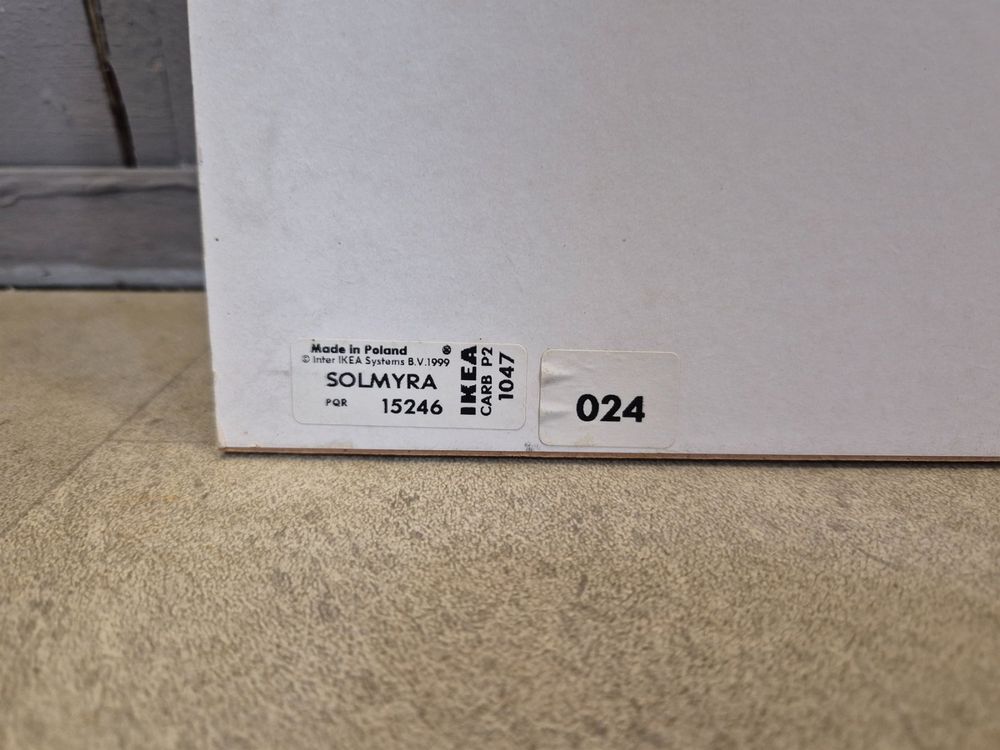 Made in Poland ®
© Inter IKEA Systems B.V.1999
SOLMYRA
PQR 15246
IKEA
CARB P2
1047
024